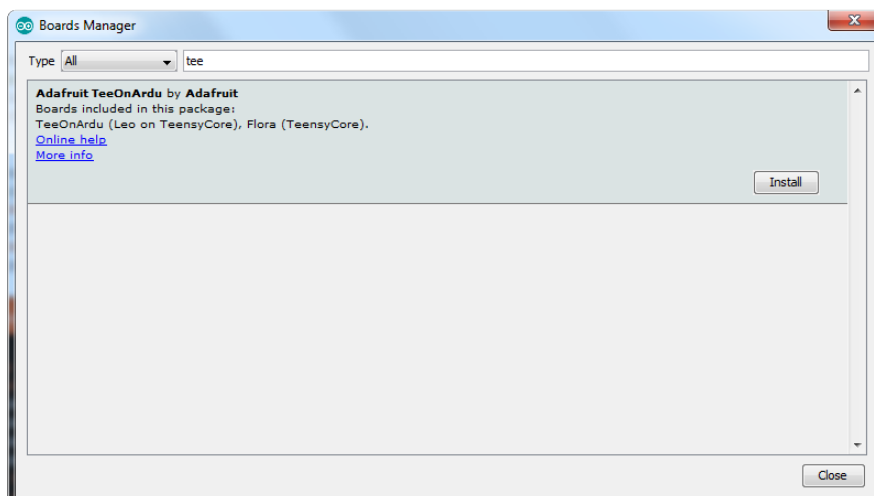 Boards Manager
Type All tee
Adafruit TeeOnArdu by Adafruit
Boards included in this package:
TeeOnArdu (Leo on TeensyCore), Flora (TeensyCore).
Online help
More info
Install
Close